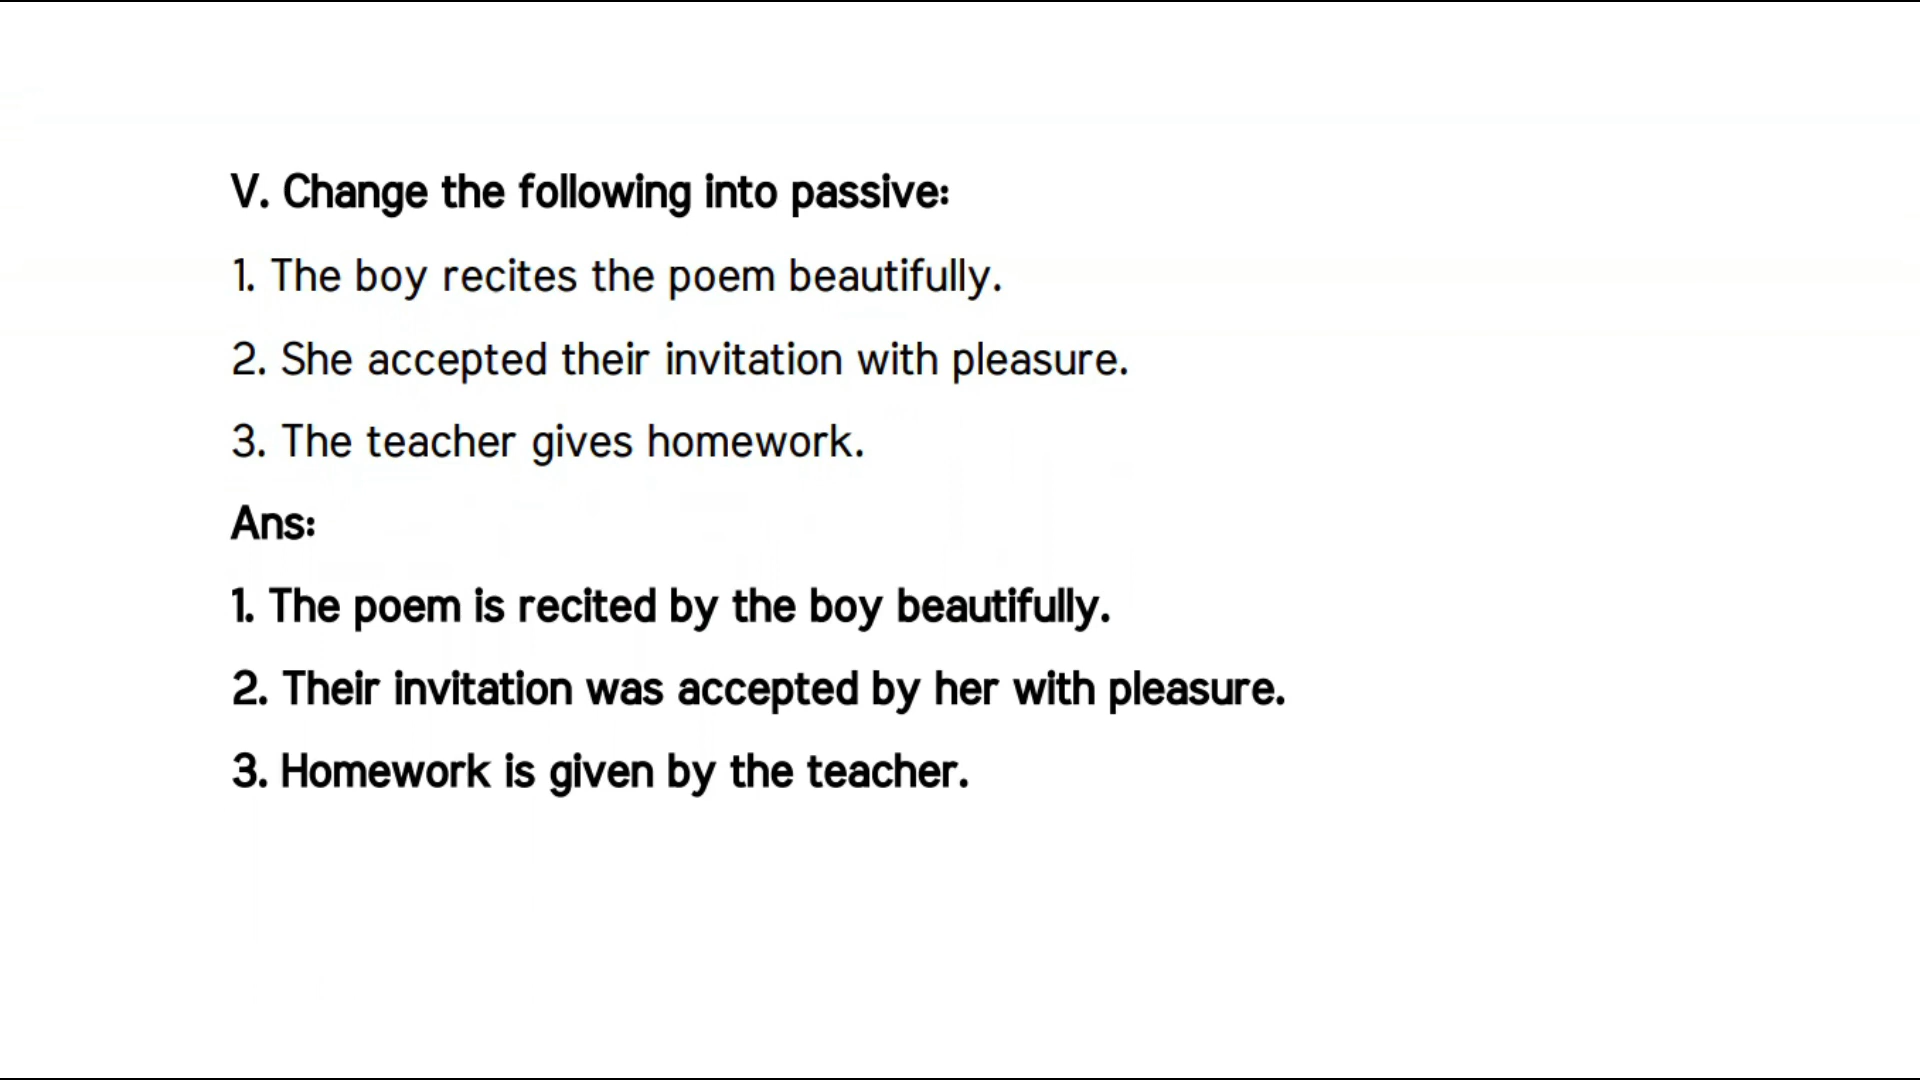 V. Change the following into passive:
1. The boy recites the poem beautifully.
2. She accepted their invitation with pleasure.
3. The teacher gives homework.
Ans:
1. The poem is recited by the boy beautifully.
2. Their invitation was accepted by her with pleasure.
3. Homework is given by the teacher.